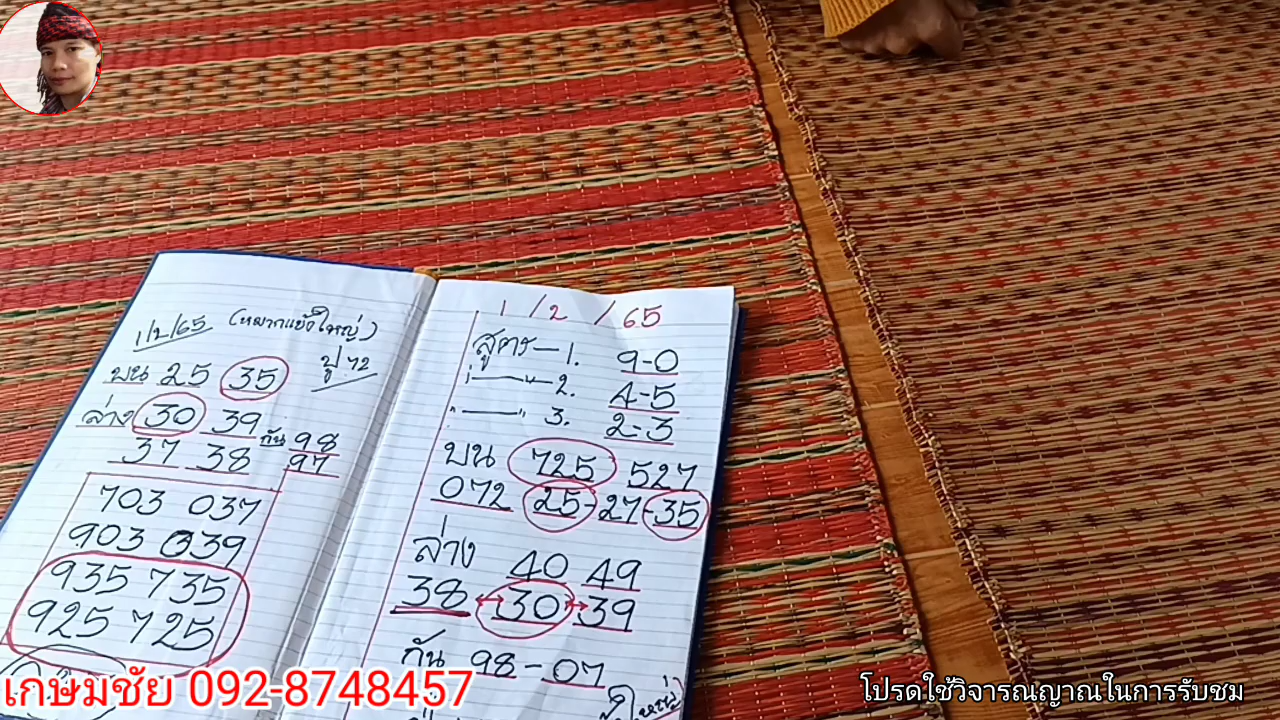 1/2/65 (หมากแข้งใหญ่)
บน 25 35 ปู 72
ล่าง 30 39
37 38 กัน 98
97
703 037
903 039
935 735
925 725
1 / 2 / 65
สูตร - 1. 9-0
" — " 2. 4-5
" — " 3. 2-3
บน 725 527
072 25-27-35
ล่าง 40 49
38 ↔ 30 ↔ 39
กัน 98 - 07
เกษมชัย 092-8748457
โปรดใช้วิจารณญาณในการรับชม